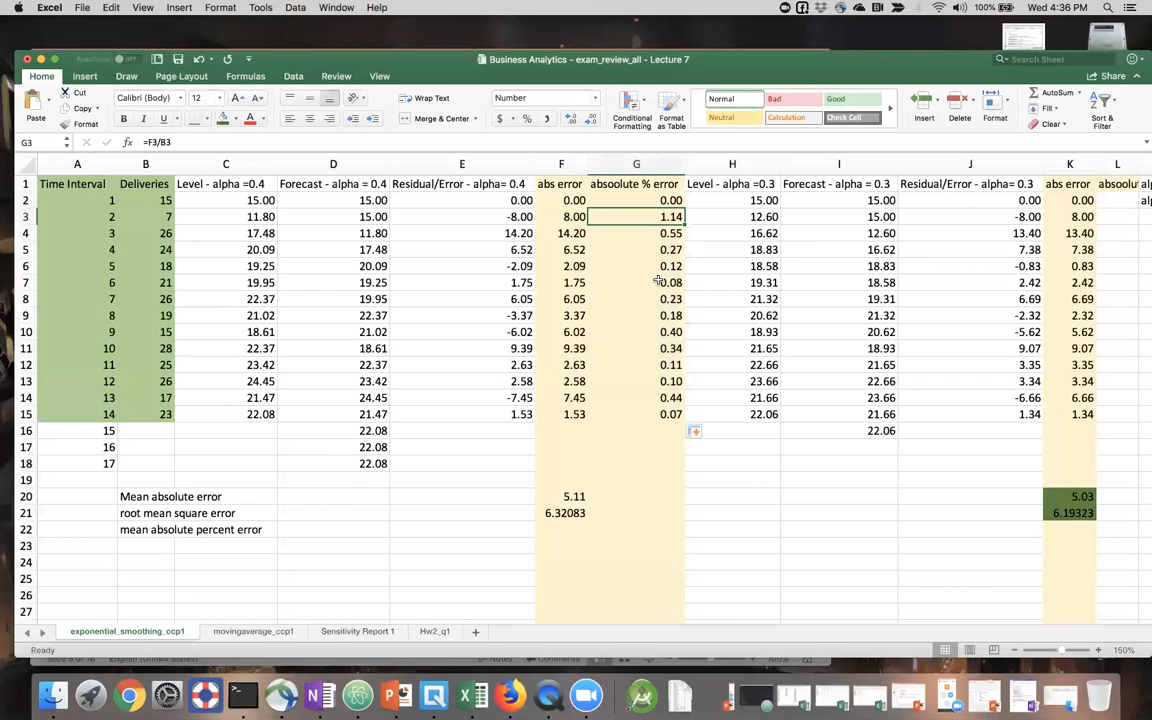 Excel File Edit View Insert Format Tools Data Window Help 100% Wed 4:36 PM
AutoSave OFF Business Analytics - exam_review_all - Lecture 7 Search Sheet
Home Insert Draw Page Layout Formulas Data Review View Share
Paste Cut Copy Format Calibri (Body) 12 Wrap Text Merge & Center Number Conditional Formatting Format as Table Normal Bad Good Neutral Calculation Check Cell Insert Delete Format AutoSum Fill Clear Sort & Filter
G3 fx =F3/B3
A B C D E F G H I J K L
1 Time Interval Deliveries Level - alpha =0.4 Forecast - alpha = 0.4 Residual/Error - alpha= 0.4 abs error absolute % error Level - alpha =0.3 Forecast - alpha = 0.3 Residual/Error - alpha= 0.3 abs error
2 1 15 15.00 15.00 0.00 0.00 0.00 15.00 15.00 0.00 0.00
3 2 7 11.80 15.00 -8.00 8.00 1.14 12.60 15.00 -8.00 8.00
4 3 26 17.48 11.80 14.20 14.20 0.55 16.62 12.60 13.40 13.40
5 4 24 20.09 17.48 6.52 6.52 0.27 18.83 16.62 7.38 7.38
6 5 18 19.25 20.09 -2.09 2.09 0.12 18.58 18.83 -0.83 0.83
7 6 21 19.95 19.25 1.75 1.75 0.08 19.31 18.58 2.42 2.42
8 7 26 22.37 19.95 6.05 6.05 0.23 21.32 19.31 6.69 6.69
9 8 19 21.02 22.37 -3.37 3.37 0.18 20.62 21.32 -2.32 2.32
10 9 15 18.61 21.02 -6.02 6.02 0.40 18.93 20.62 -5.62 5.62
11 10 28 22.37 18.61 9.39 9.39 0.34 21.65 18.93 9.07 9.07
12 11 25 23.42 22.37 2.63 2.63 0.11 22.66 21.65 3.35 3.35
13 12 26 24.45 23.42 2.58 2.58 0.10 23.66 22.66 3.34 3.34
14 13 17 21.47 24.45 -7.45 7.45 0.44 21.66 23.66 -6.66 6.66
15 14 23 22.08 21.47 1.53 1.53 0.07 22.06 21.66 1.34 1.34
16 15 22.08 22.06
17 16 22.08
18 17 22.08
19
20 Mean absolute error 5.11 5.03
21 root mean square error 6.32083 6.19323
22 mean absolute percent error
23
24
25
26
27
exponential_smoothing_ccp1 movingaverage_ccp1 Sensitivity Report 1 Hw2_q1
Ready 150%